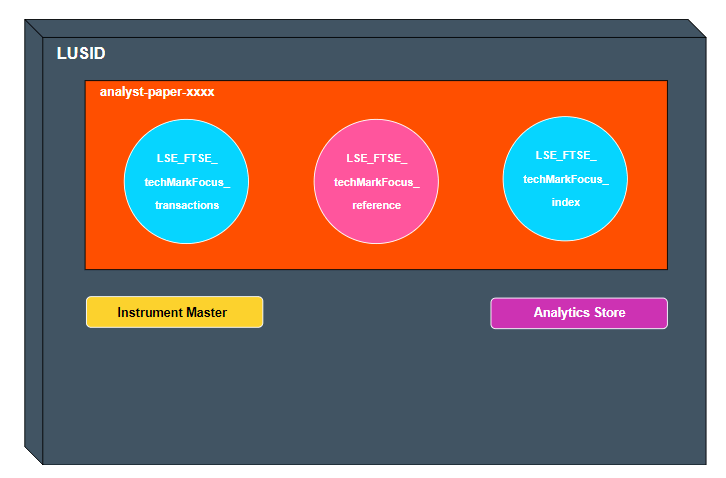 LUSID
analyst-paper-xxxx
LSE_FTSE_
techMarkFocus_
transactions
LSE_FTSE_
techMarkFocus_
reference
LSE_FTSE_
techMarkFocus_
index
Instrument Master
Analytics Store